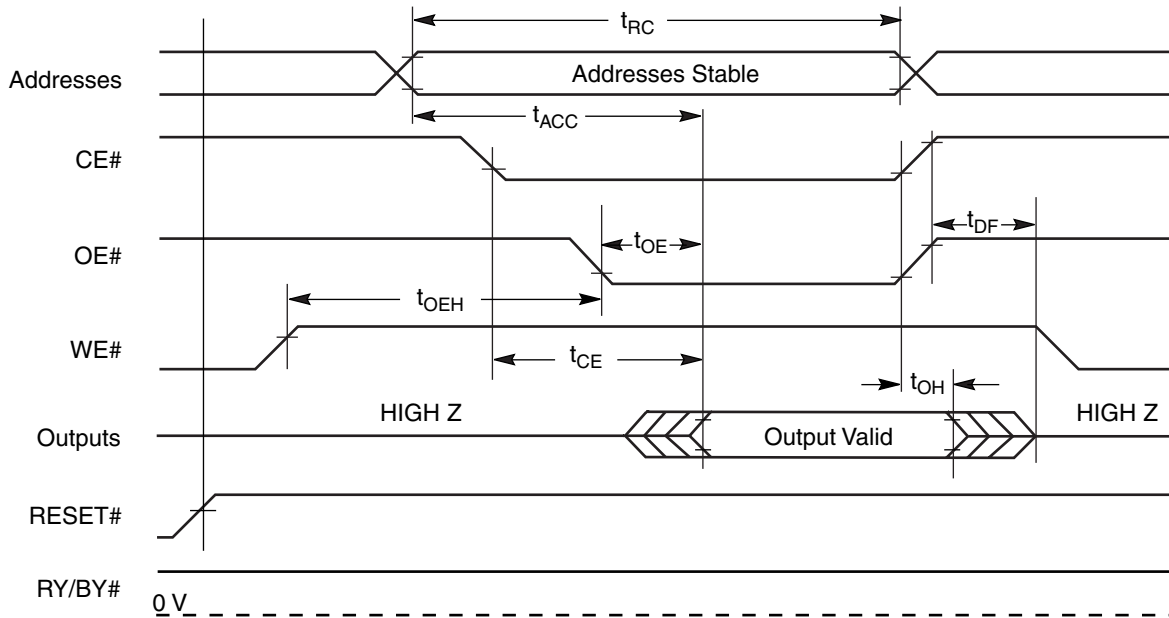 tRC
Addresses
Addresses Stable
tACC
CE#
tDF
OE#
tOE
tOEH
WE#
tCE
tOH
HIGH Z
HIGH Z
Outputs
Output Valid
RESET#
RY/BY#
0 V